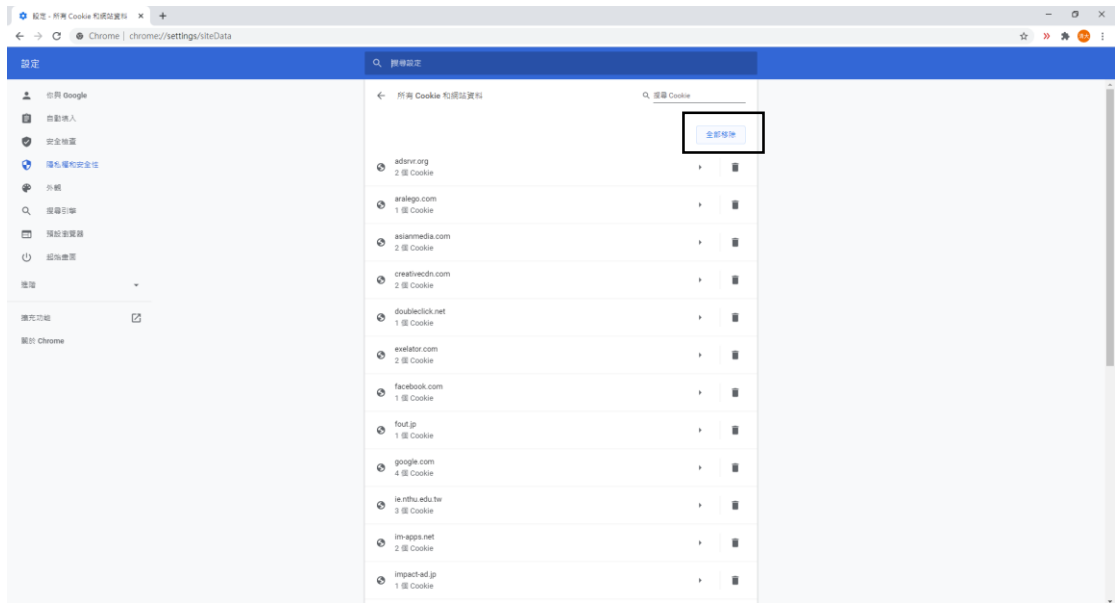 設定 - 所有 Cookie 和網站資料
Chrome | chrome://settings/siteData
設定
搜尋設定
你與 Google
自動填入
安全檢查
隱私權和安全性
外觀
搜尋引擎
預設瀏覽器
起始畫面
進階
擴充功能
關於 Chrome
所有 Cookie 和網站資料
搜尋 Cookie
全部移除
adsrvr.org
2 個 Cookie
aralego.com
1 個 Cookie
asianmedia.com
2 個 Cookie
creativecdn.com
2 個 Cookie
doubleclick.net
1 個 Cookie
exelator.com
2 個 Cookie
facebook.com
1 個 Cookie
fout.jp
1 個 Cookie
google.com
4 個 Cookie
ie.nthu.edu.tw
3 個 Cookie
im-apps.net
2 個 Cookie
impact-ad.jp
1 個 Cookie